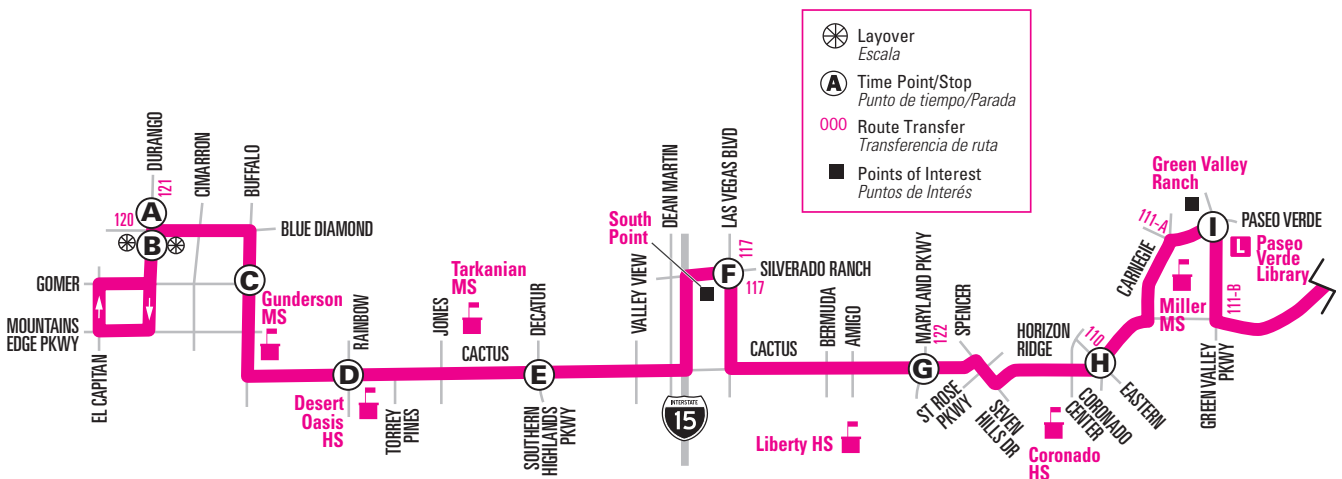 Layover
Escala
A
Time Point/Stop
Punto de tiempo/Parada
000
Route Transfer
Transferencia de ruta
Points of Interest
Puntos de Interés
DURANGO
121
CIMARRON
BUFFALO
120
A
B
BLUE DIAMOND
GOMER
C
Gunderson
MS
MOUNTAINS
EDGE PKWY
EL CAPITAN
RAINBOW
D
Desert
Oasis
HS
TORREY
PINES
JONES
Tarkanian
MS
CACTUS
DECATUR
E
SOUTHERN
HIGHLANDS
PKWY
VALLEY VIEW
South
Point
DEAN MARTIN
INTERSTATE
15
LAS VEGAS BLVD
117
F
117
SILVERADO RANCH
CACTUS
BERMUDA
AMIGO
Liberty HS
MARYLAND PKWY
122
G
SPENCER
ST ROSE
PKWY
SEVEN
HILLS DR
HORIZON
RIDGE
Coronado
HS
110
H
CORONADO
CENTER
EASTERN
CARNEGIE
111-A
Green Valley
Ranch
Miller
MS
I
PASEO VERDE
L
Paseo
Verde
Library
111-B
GREEN VALLEY
PKWY